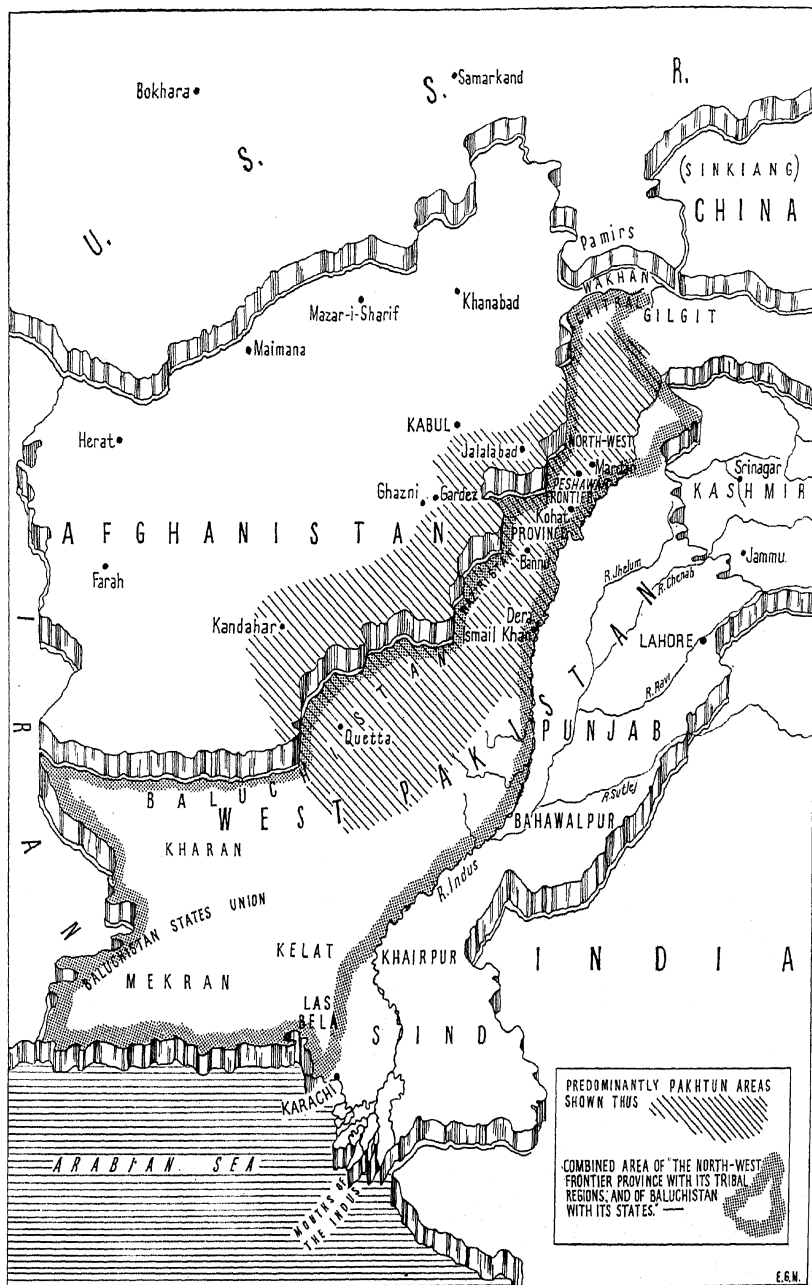 U. S. S. R.
Bokhara
Samarkand
(SINKIANG)
CHINA
Pamirs
WAKHAN
CHITRAL
GILGIT
Mazar-i-Sharif
Khanabad
Maimana
Herat
KABUL
Jalalabad
NORTH-WEST
Mardan
PESHAWAR
FRONTIER
Srinagar
KASHMIR
Ghazni
Gardez
Kohat
PROVINCE
AFGHANISTAN
Bannu
WAZIRISTAN
R. Jhelum
R. Chenab
Jammu
Farah
Dera
Ismail Khan
Kandahar
LAHORE
R. Ravi
IRAN
Quetta
PUNJAB
BALUCHISTAN
WEST PAKISTAN
R. Sutlej
BAHAWALPUR
KHARAN
R. Indus
BALUCHISTAN STATES UNION
KELAT
KHAIRPUR
INDIA
MEKRAN
LAS
BELA
SIND
KARACHI
ARABIAN SEA
MOUTHS OF
THE INDUS
PREDOMINANTLY PAKHTUN AREAS
SHOWN THUS
COMBINED AREA OF "THE NORTH-WEST
FRONTIER PROVINCE WITH ITS TRIBAL
REGIONS, AND OF BALUCHISTAN
WITH ITS STATES." —
E.G.M.